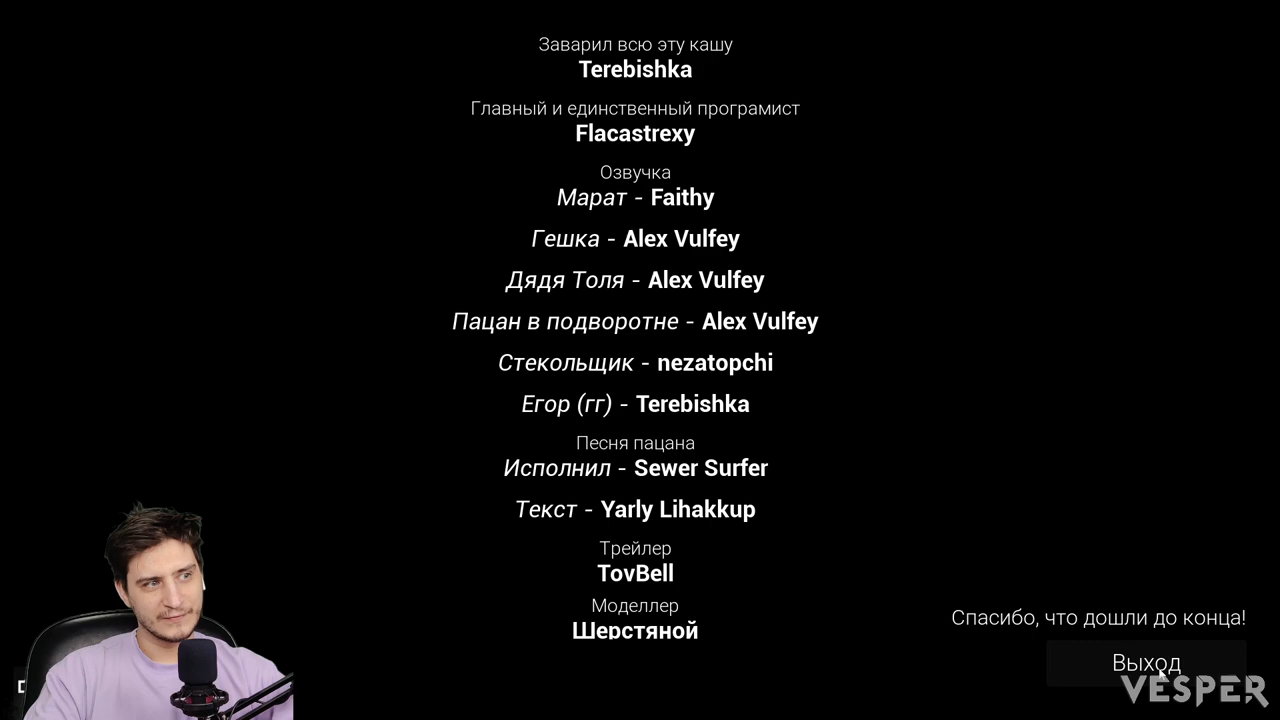 Заварил всю эту кашу
Terebishka
Главный и единственный програмист
Flacastrexy
Озвучка
Марат - Faithy
Гешка - Alex Vulfey
Дядя Толя - Alex Vulfey
Пацан в подворотне - Alex Vulfey
Стекольщик - nezatopchi
Егор (гг) - Terebishka
Песня пацана
Исполнил - Sewer Surfer
Текст - Yarly Lihakkup
Трейлер
TovBell
Моделлер
Шерстяной
Спасибо, что дошли до конца!
Выход
VESPER